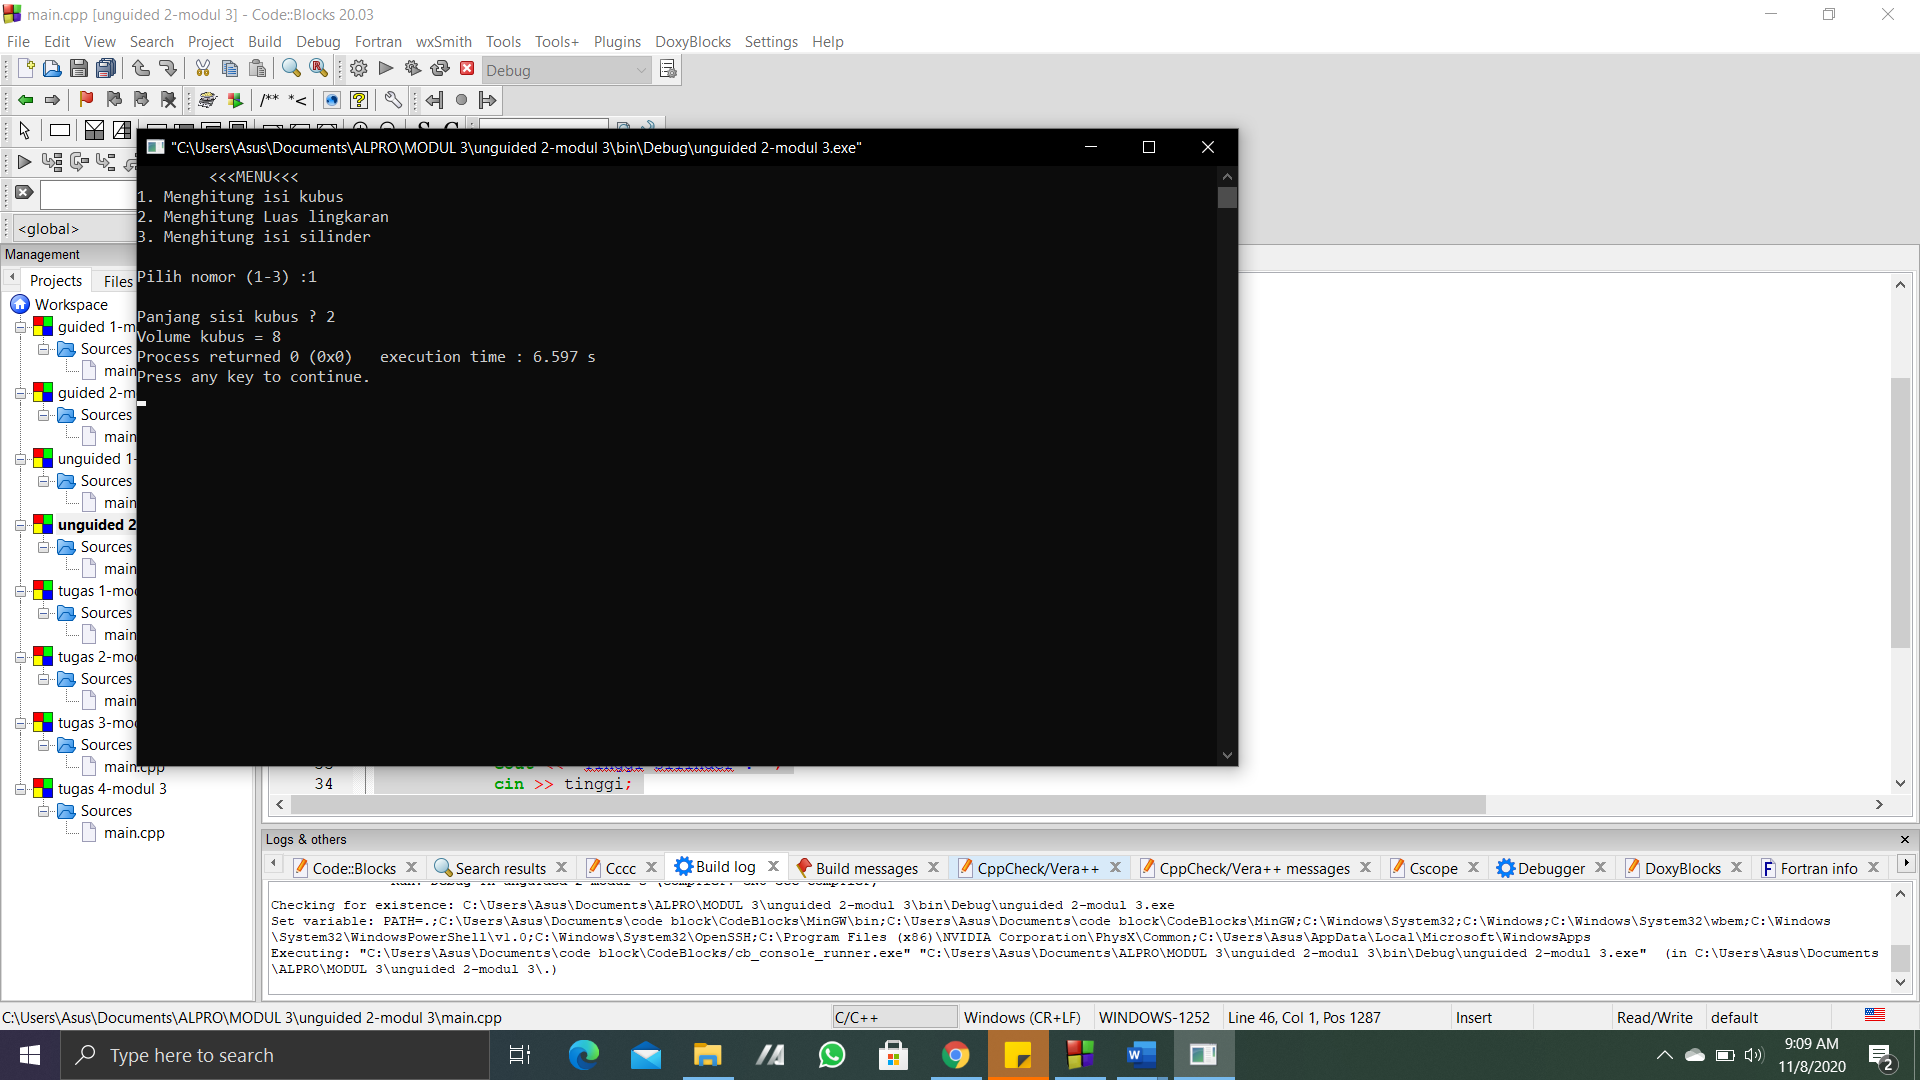 main.cpp [unguided 2-modul 3] - Code::Blocks 20.03
File Edit View Search Project Build Debug Fortran wxSmith Tools Tools+ Plugins DoxyBlocks Settings Help
Debug
/** *<
"C:\Users\Asus\Documents\ALPRO\MODUL 3\unguided 2-modul 3\bin\Debug\unguided 2-modul 3.exe"
<<<MENU<<<
1. Menghitung isi kubus
2. Menghitung Luas lingkaran
3. Menghitung isi silinder
Pilih nomor (1-3) :1
Panjang sisi kubus ? 2
Volume kubus = 8
Process returned 0 (0x0)   execution time : 6.597 s
Press any key to continue.
<global>
Management
Projects Files
Workspace
guided 1-m
Sources
main
guided 2-m
Sources
main
unguided 1-
Sources
main
unguided 2
Sources
main
tugas 1-mo
Sources
main
tugas 2-mo
Sources
main
tugas 3-mo
Sources
main.cpp
tugas 4-modul 3
Sources
main.cpp
34 cin >> tinggi;
Logs & others
Code::Blocks Search results Cccc Build log Build messages CppCheck/Vera++ CppCheck/Vera++ messages Cscope Debugger DoxyBlocks Fortran info
Checking for existence: C:\Users\Asus\Documents\ALPRO\MODUL 3\unguided 2-modul 3\bin\Debug\unguided 2-modul 3.exe
Set variable: PATH=.;C:\Users\Asus\Documents\code block\CodeBlocks\MinGW\bin;C:\Users\Asus\Documents\code block\CodeBlocks\MinGW;C:\Windows\System32;C:\Windows;C:\Windows\System32\wbem;C:\Windows
\System32\WindowsPowerShell\v1.0;C:\Windows\System32\OpenSSH;C:\Program Files (x86)\NVIDIA Corporation\PhysX\Common;C:\Users\Asus\AppData\Local\Microsoft\WindowsApps
Executing: "C:\Users\Asus\Documents\code block\CodeBlocks/cb_console_runner.exe" "C:\Users\Asus\Documents\ALPRO\MODUL 3\unguided 2-modul 3\bin\Debug\unguided 2-modul 3.exe"  (in C:\Users\Asus\Documents
\ALPRO\MODUL 3\unguided 2-modul 3\.)
C:\Users\Asus\Documents\ALPRO\MODUL 3\unguided 2-modul 3\main.cpp C/C++ Windows (CR+LF) WINDOWS-1252 Line 46, Col 1, Pos 1287 Insert Read/Write default
Type here to search
9:09 AM
11/8/2020
2